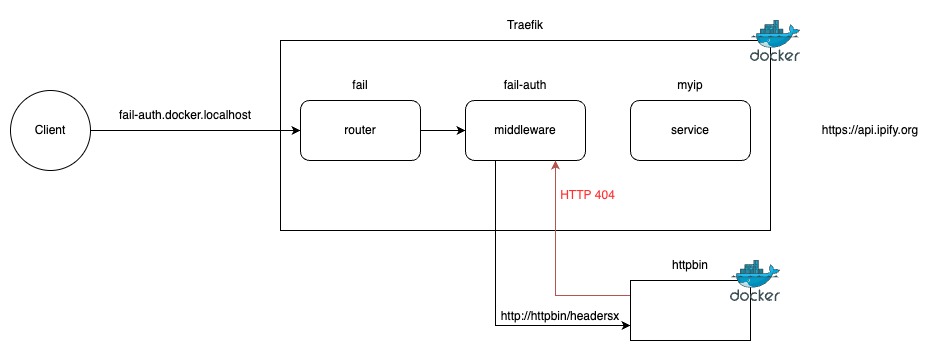 Traefik
docker
fail
fail-auth
myip
Client
fail-auth.docker.localhost
router
middleware
service
https://api.ipify.org
HTTP 404
httpbin
docker
http://httpbin/headersx